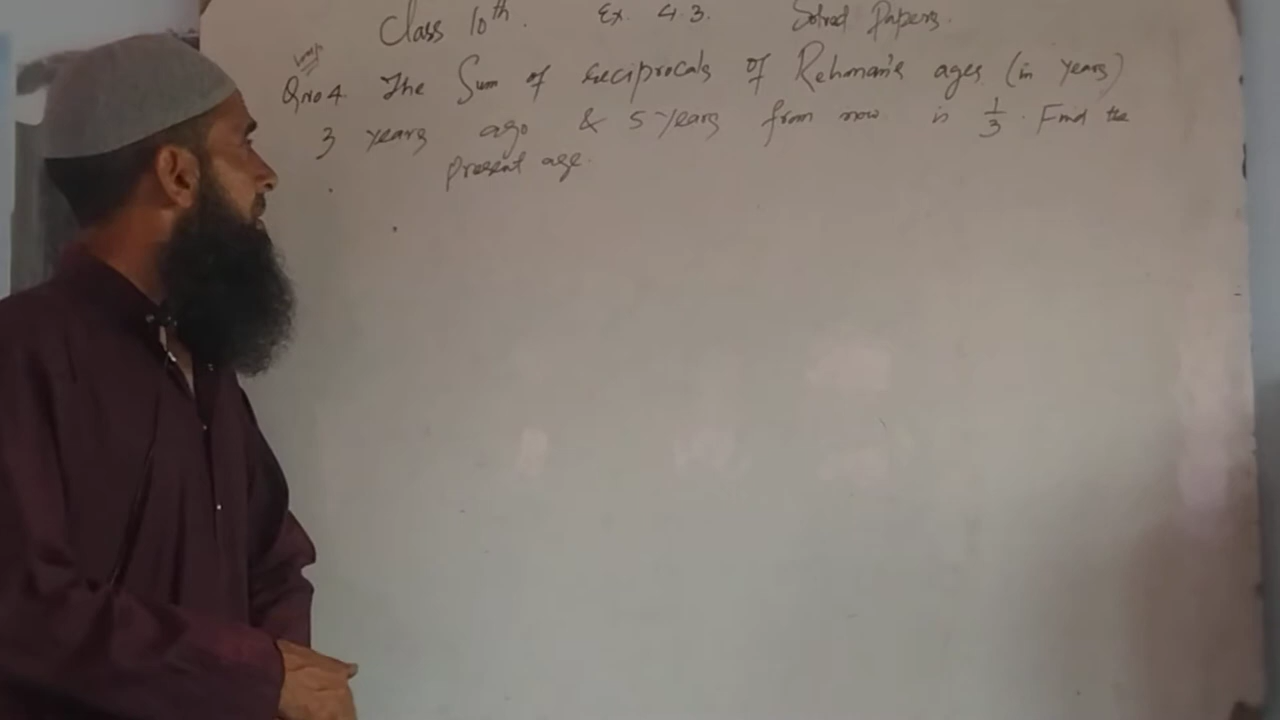 Class 10th. Ex. 4.3. Solved Papers.
Imp
Q no 4. The Sum of reciprocals of Rehman's ages (in years)
3 years ago & 5 years from now is 1/3. Find the
present age.